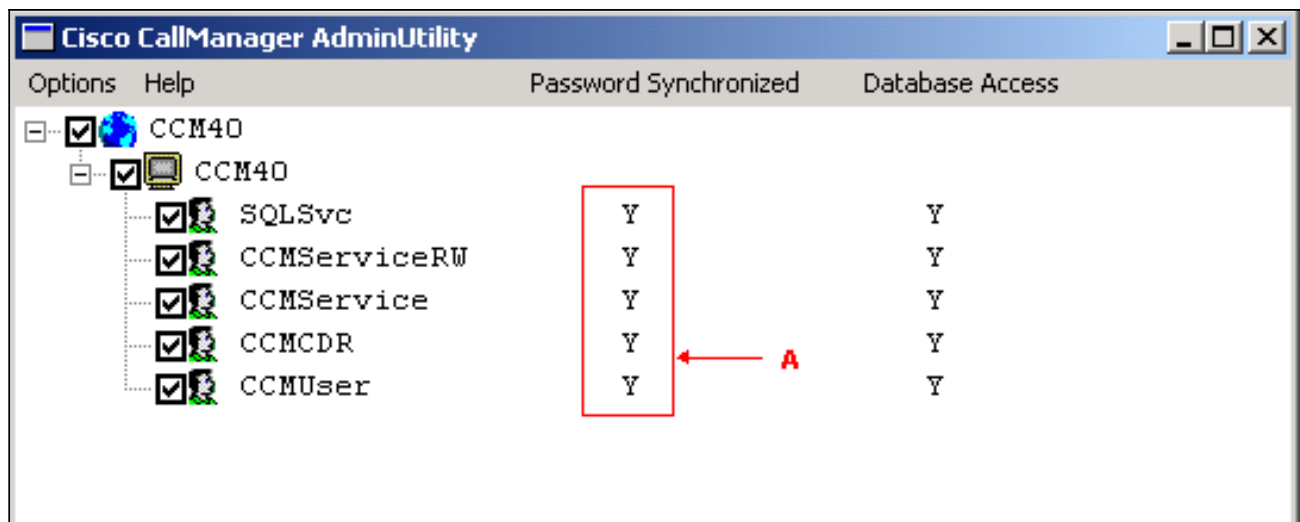 Cisco CallManager AdminUtility
Options Help Password Synchronized Database Access
CCM40
CCM40
SQLSvc Y Y
CCMServiceRW Y Y
CCMService Y Y
CCMCDR Y Y
A
CCMUser Y Y